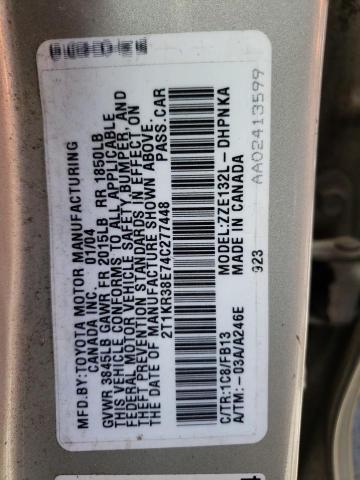 MFD.BY:TOYOTA MOTOR MANUFACTURING
CANADA INC. 01/04
GVWR 3845LB GAWR FR 2015LB RR 1850LB
THIS VEHICLE CONFORMS TO ALL APPLICABLE
FEDERAL MOTOR VEHICLE SAFETY, BUMPER, AND
THEFT PREVENTION STANDARDS IN EFFECT ON
THE DATE OF MANUFACTURE SHOWN ABOVE.
2T1KR38E74C277448 PASS.CAR
C/TR:1C8/FB13 MODEL:ZZE132L-DHPNKA
A/TM:-03A/A246E MADE IN CANADA
923 AA02413599